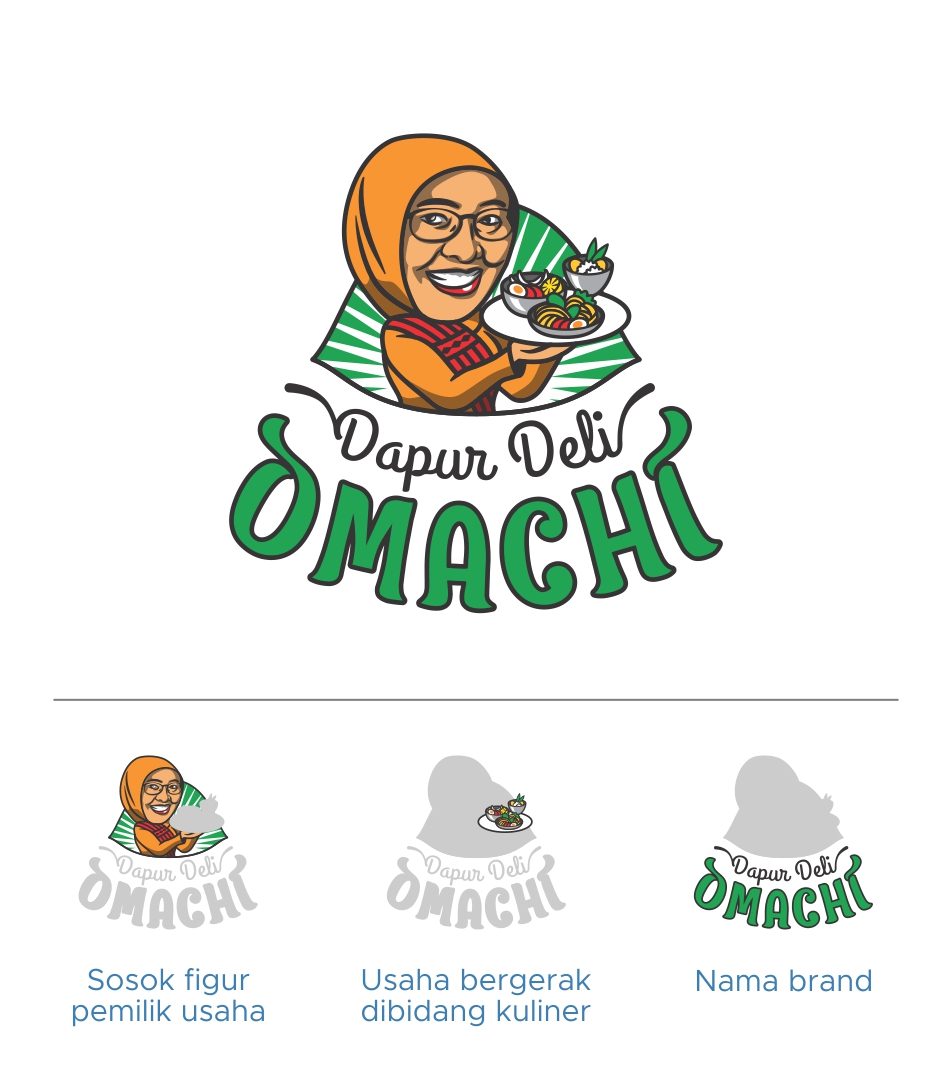 Dapur Deli
OMACHI
Dapur Deli
OMACHI
Dapur Deli
OMACHI
Dapur Deli
OMACHI
Sosok figur
pemilik usaha
Usaha bergerak
dibidang kuliner
Nama brand